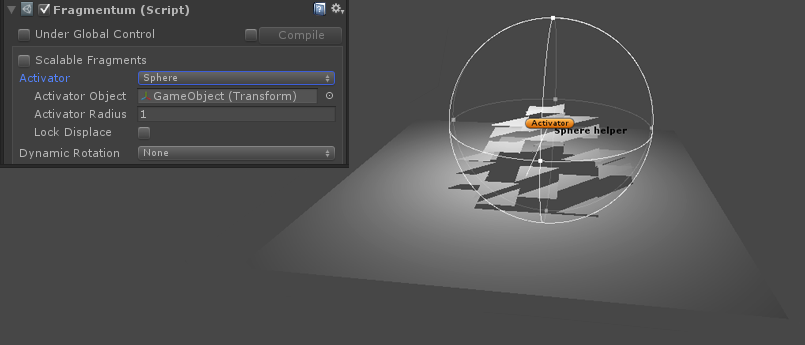 Fragmentum (Script)
Under Global Control
Compile
Scalable Fragments
Activator Sphere
Activator Object GameObject (Transform)
Activator Radius 1
Lock Displace
Dynamic Rotation None
Activator
Sphere helper